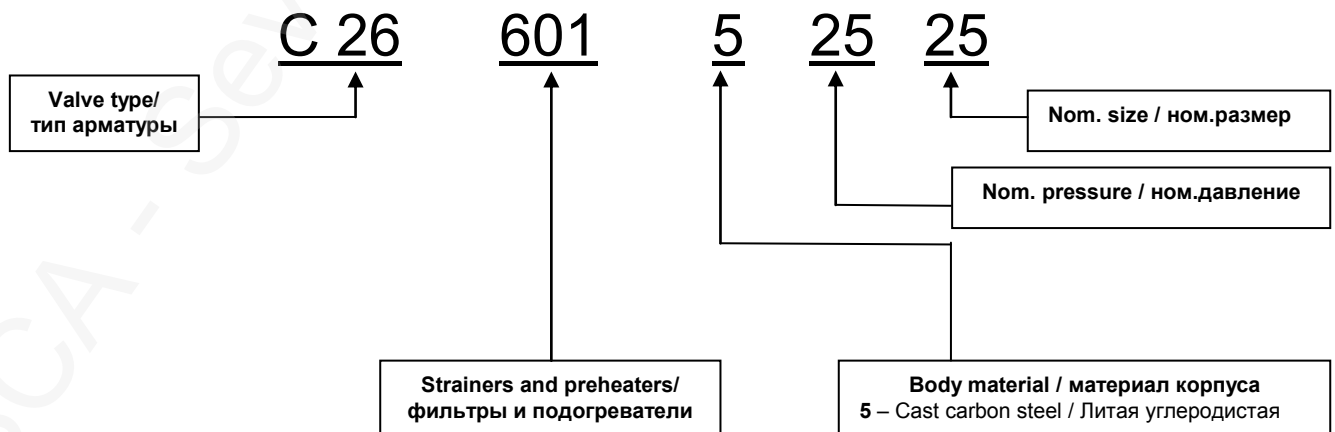 C 26 601 5 25 25
Valve type/
тип арматуры
Nom. size / ном.размер
Nom. pressure / ном.давление
Strainers and preheaters/
фильтры и подогреватели
Body material / материал корпуса
5 – Cast carbon steel / Литая углеродистая